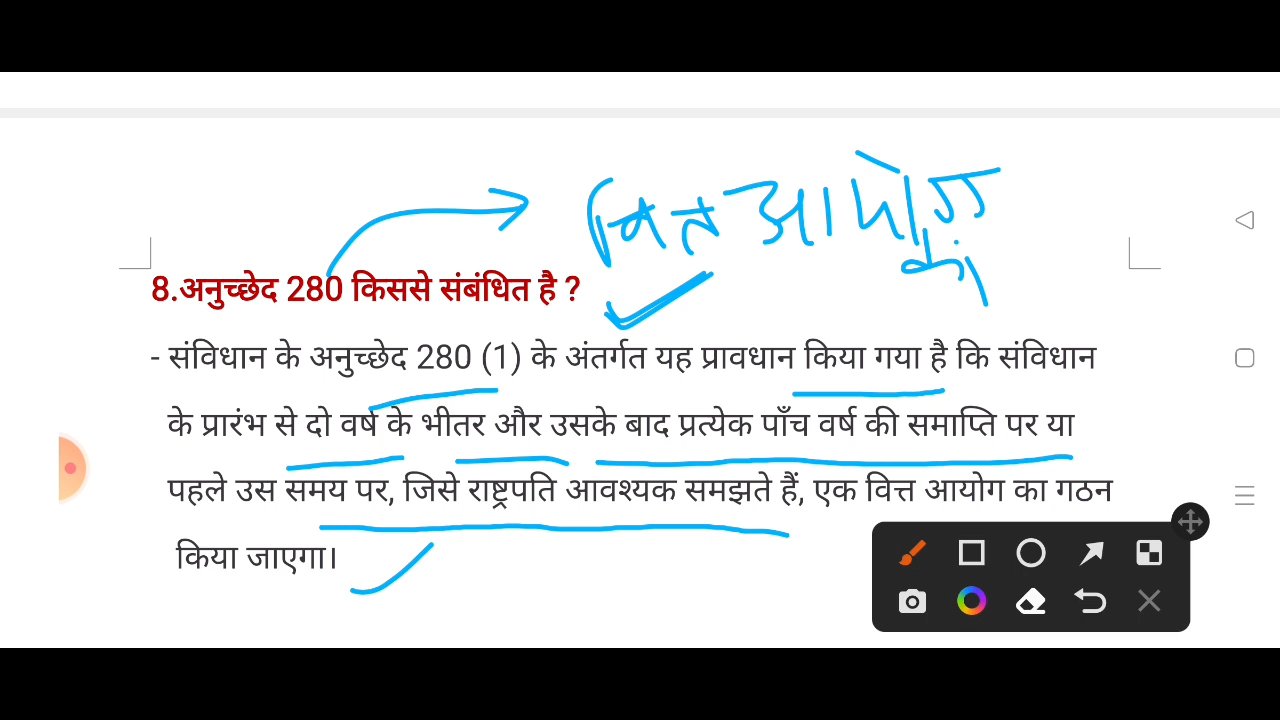 वित आयोग
का
8.अनुच्छेद 280 किससे संबंधित है ?
- संविधान के अनुच्छेद 280 (1) के अंतर्गत यह प्रावधान किया गया है कि संविधान
के प्रारंभ से दो वर्ष के भीतर और उसके बाद प्रत्येक पाँच वर्ष की समाप्ति पर या
पहले उस समय पर, जिसे राष्ट्रपति आवश्यक समझते हैं, एक वित्त आयोग का गठन
किया जाएगा।